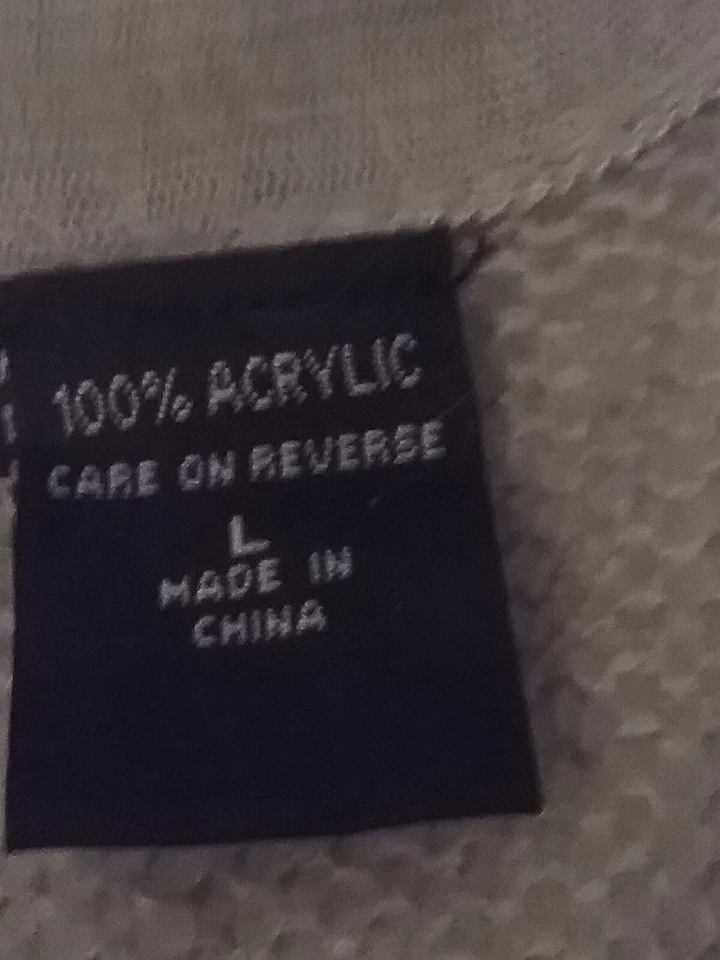 100% ACRYLIC
CARE ON REVERSE
L
MADE IN
CHINA